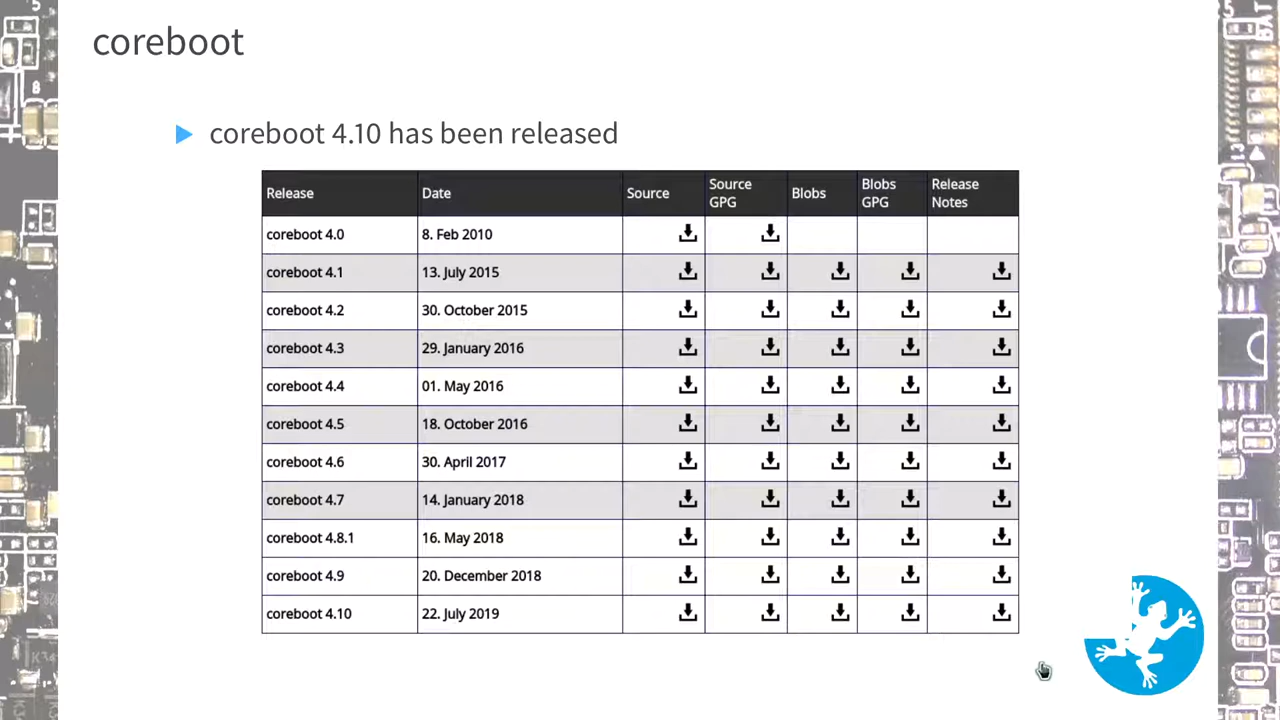 coreboot
coreboot 4.10 has been released
Release Date Source Source GPG Blobs Blobs GPG Release Notes
coreboot 4.0 8. Feb 2010
coreboot 4.1 13. July 2015
coreboot 4.2 30. October 2015
coreboot 4.3 29. January 2016
coreboot 4.4 01. May 2016
coreboot 4.5 18. October 2016
coreboot 4.6 30. April 2017
coreboot 4.7 14. January 2018
coreboot 4.8.1 16. May 2018
coreboot 4.9 20. December 2018
coreboot 4.10 22. July 2019